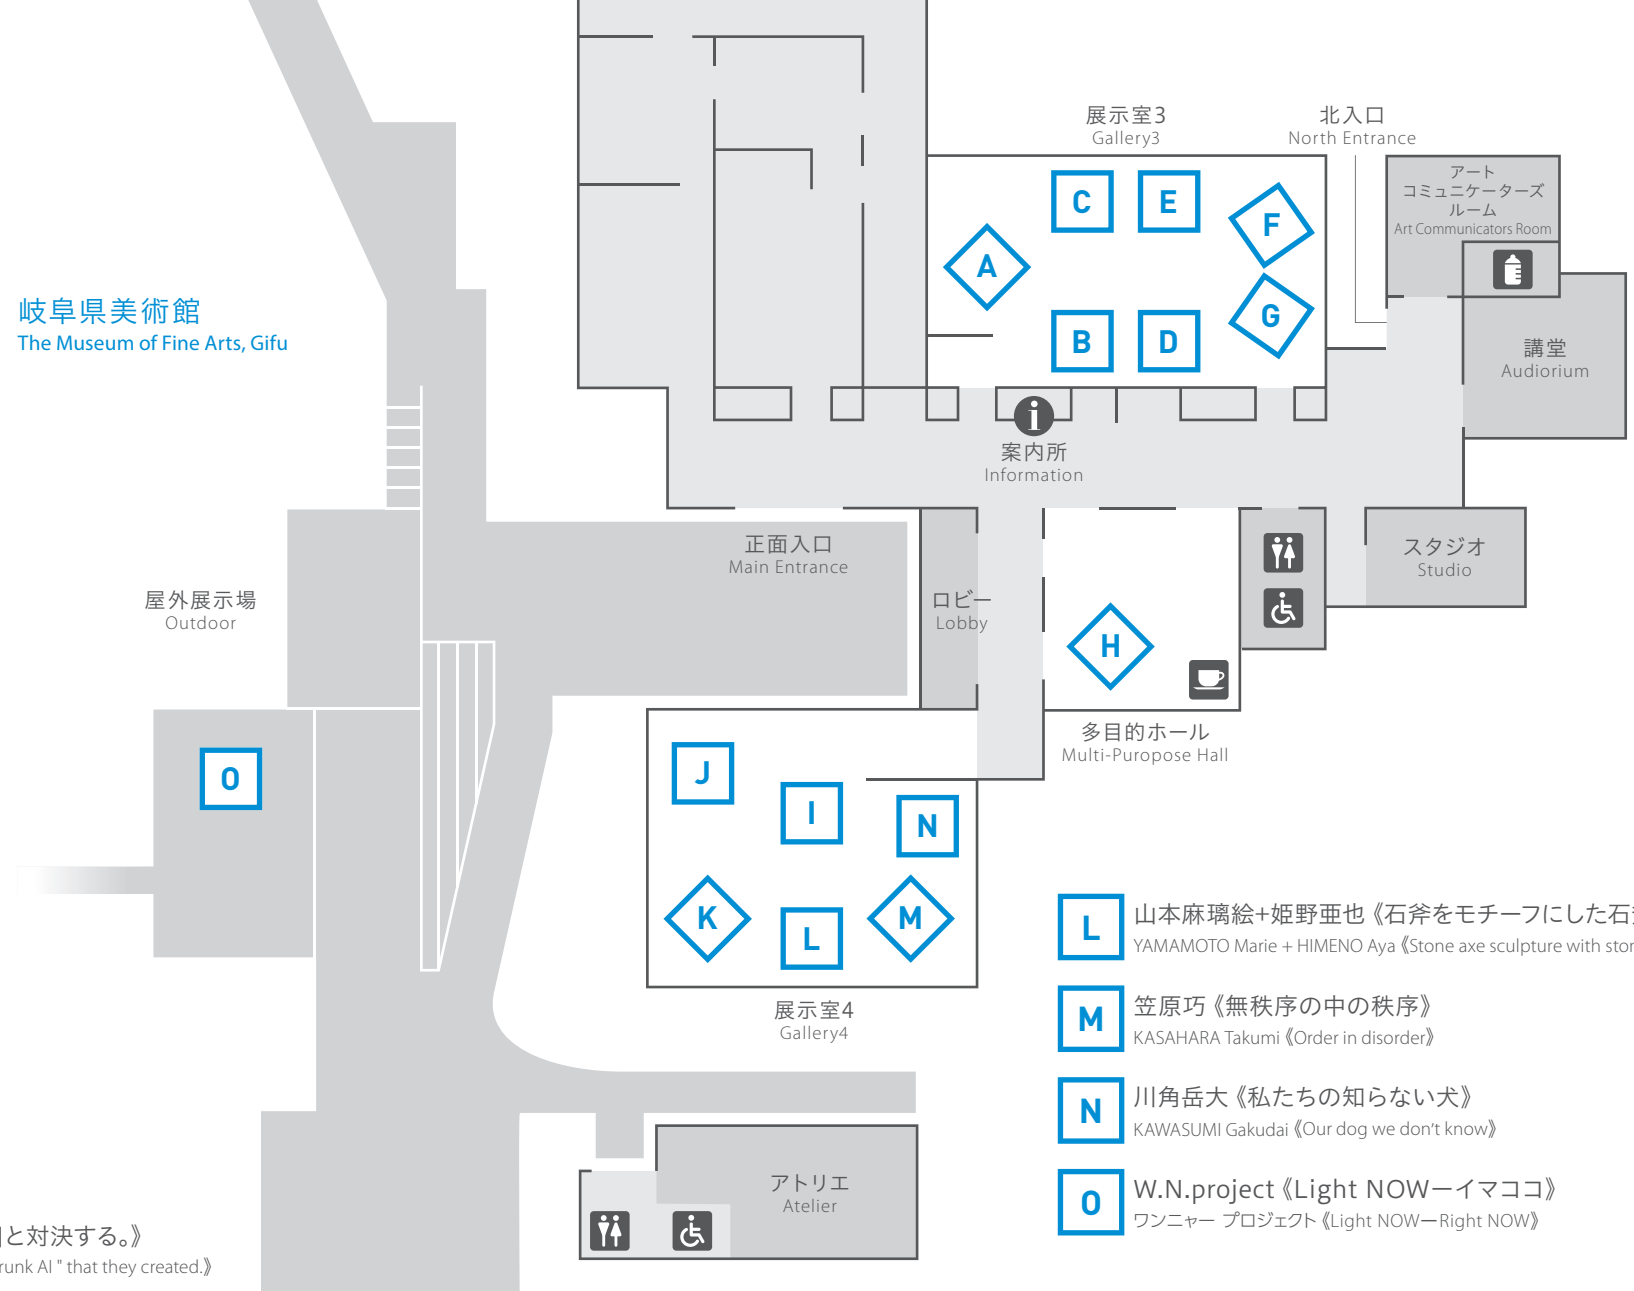 展示室3
Gallery3
北入口
North Entrance
アート
コミュニケーターズ
ルーム
Art Communicators Room
C
E
F
A
G
B
D
岐阜県美術館
The Museum of Fine Arts, Gifu
講堂
Audiorium
i
案内所
Information
正面入口
Main Entrance
スタジオ
Studio
屋外展示場
Outdoor
ロビー
Lobby
H
多目的ホール
Multi-Puropose Hall
O
J
I
N
K
L
M
展示室4
Gallery4
L
山本麻璃絵+姫野亜也《石斧をモチーフにした石
YAMAMOTO Marie + HIMENO Aya《Stone axe sculpture with
M
笠原巧《無秩序の中の秩序》
KASAHARA Takumi《Order in disorder》
N
川角岳大《私たちの知らない犬》
KAWASUMI Gakudai《Our dog we don't know》
O
W.N.project《Light NOWーイマココ》
ワンニャー プロジェクト《Light NOWーRight NOW》
アトリエ
Atelier
と対決する。》
AI " that they created.》